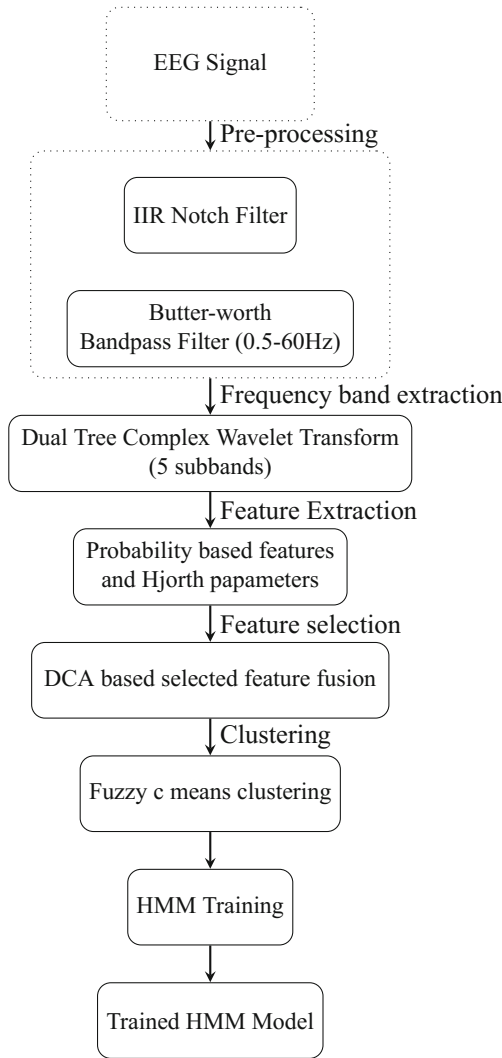 EEG Signal
Pre-processing
IIR Notch Filter
Butter-worth
Bandpass Filter (0.5-60Hz)
Frequency band extraction
Dual Tree Complex Wavelet Transform
(5 subbands)
Feature Extraction
Probability based features
and Hjorth papameters
Feature selection
DCA based selected feature fusion
Clustering
Fuzzy c means clustering
HMM Training
Trained HMM Model